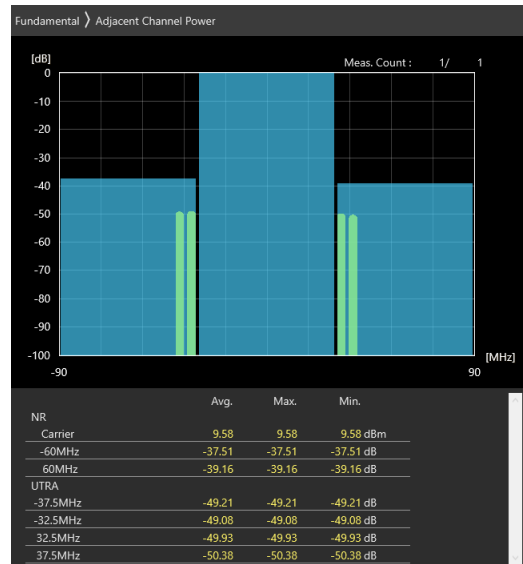 Fundamental 〉 Adjacent Channel Power
[dB]
Meas. Count : 1/ 1
0
-10
-20
-30
-40
-50
-60
-70
-80
-90
-100
[MHz]
-90 90
Avg. Max. Min.
NR
Carrier 9.58 9.58 9.58 dBm
-60MHz -37.51 -37.51 -37.51 dB
60MHz -39.16 -39.16 -39.16 dB
UTRA
-37.5MHz -49.21 -49.21 -49.21 dB
-32.5MHz -49.08 -49.08 -49.08 dB
32.5MHz -49.93 -49.93 -49.93 dB
37.5MHz -50.38 -50.38 -50.38 dB